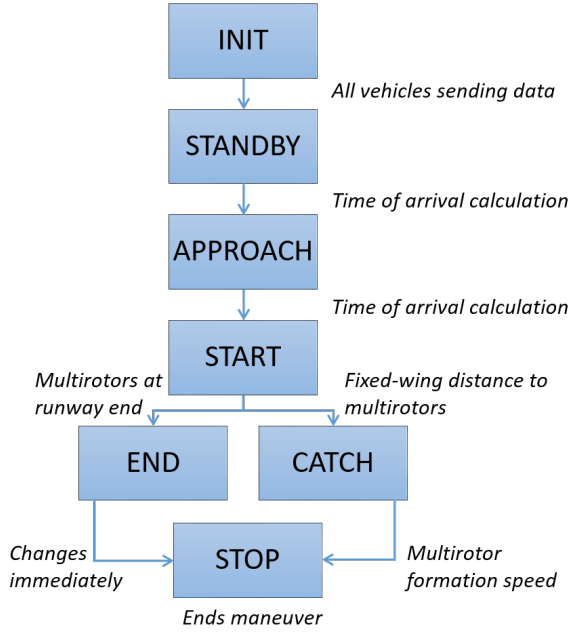 INIT
All vehicles sending data
STANDBY
Time of arrival calculation
APPROACH
Time of arrival calculation
START
Multirotors at
runway end
Fixed-wing distance to
multirotors
END
CATCH
Changes
immediately
STOP
Multirotor
formation speed
Ends maneuver